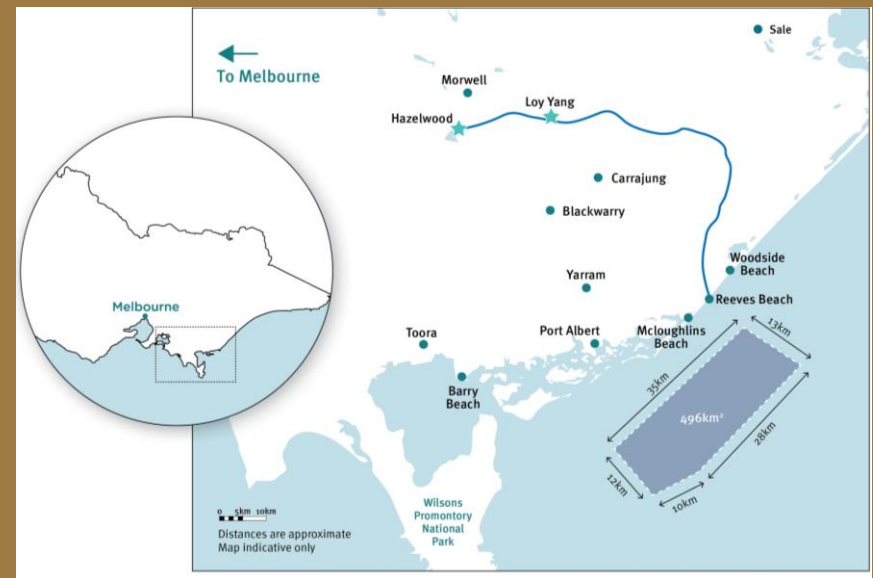 Sale
To Melbourne
Morwell
Loy Yang
Hazelwood
Carrajung
Blackwarry
Woodside
Beach
Melbourne
Yarram
Reeves Beach
Toora
Port Albert
Mcloughlins
Beach
13km
Barry
Beach
35km
496km²
28km
12km
10km
Wilsons
Promontory
National
Park
0 5km 10km
Distances are approximate
Map indicative only